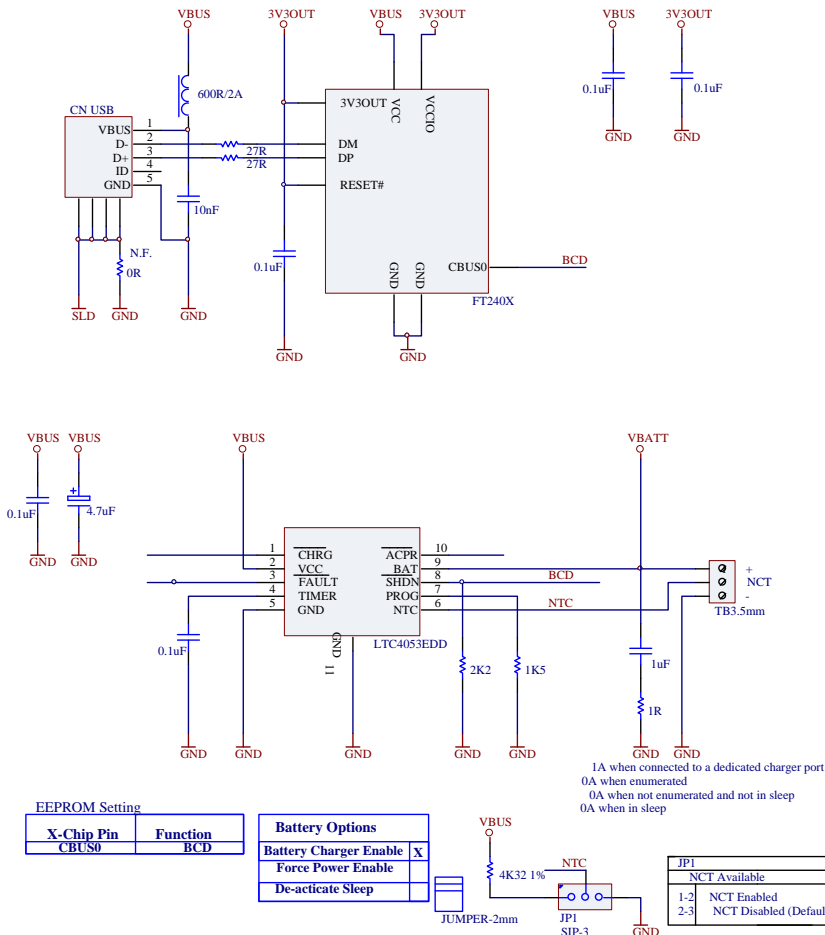 VBUS 3V3OUT VBUS 3V3OUT VBUS 3V3OUT
600R/2A
0.1uF 0.1uF
CN USB
3V3OUT VCC VCCIO
VBUS 1
D- 2
D+ 3
ID 4
GND 5
27R
27R
DM
DP
GND GND
RESET#
10nF
N.F.
0R
0.1uF
GND GND
CBUS0 BCD
FT240X
SLD GND GND
GND GND
VBUS VBUS VBUS VBATT
0.1uF 4.7uF
GND GND
1 CHRG ACPR 10
2 VCC BAT 9
3 FAULT SHDN 8 BCD
4 TIMER PROG 7
5 GND NTC 6 NTC
+
NCT
-
TB3.5mm
0.1uF
GND 11
LTC4053EDD
2K2 1K5
1uF
1R
GND GND GND GND GND GND GND
1A when connected to a dedicated charger port
0A when enumerated
0A when not enumerated and not in sleep
0A when in sleep
EEPROM Setting
X-Chip Pin Function
CBUS0 BCD
Battery Options
Battery Charger Enable X
Force Power Enable
De-acticate Sleep
JUMPER-2mm
VBUS
4K32 1%
NTC
JP1
SIP-3
GND
JP1
NCT Available
1-2 NCT Enabled
2-3 NCT Disabled (Defaul